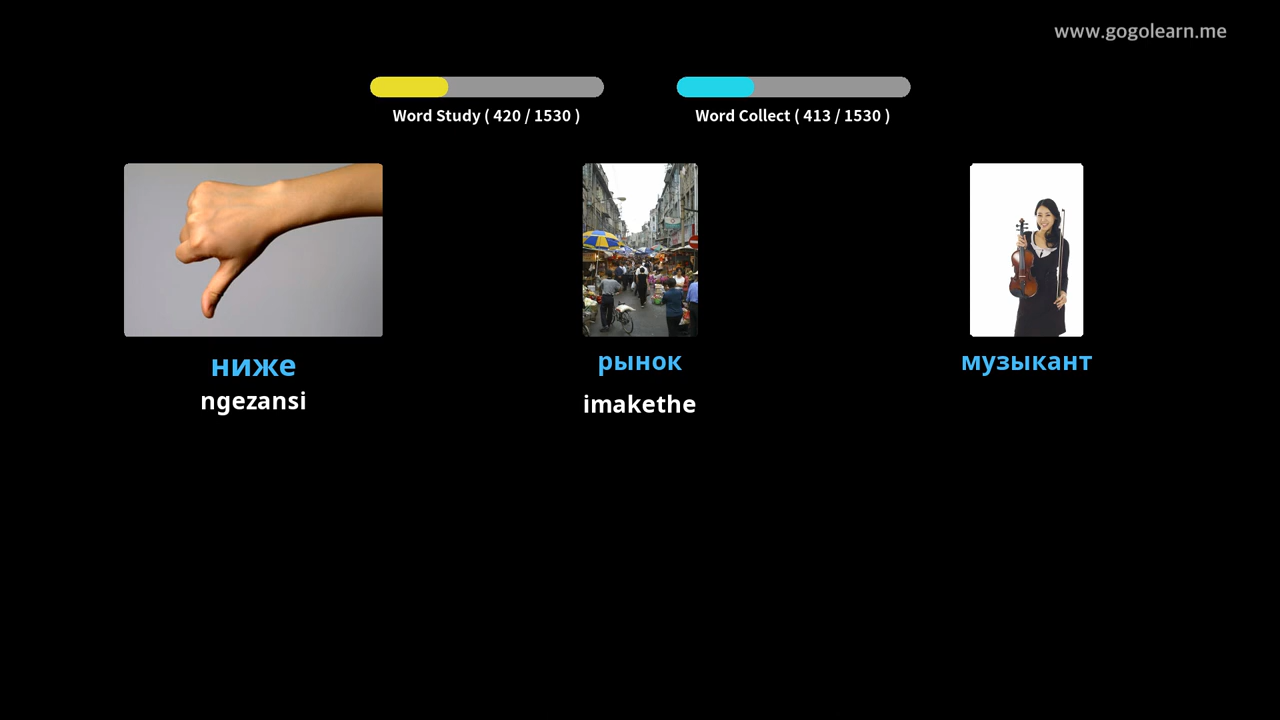 www.gogolearn.me
Word Study ( 420 / 1530 )
Word Collect ( 413 / 1530 )
ниже
ngezansi
рынок
imakethe
музыкант